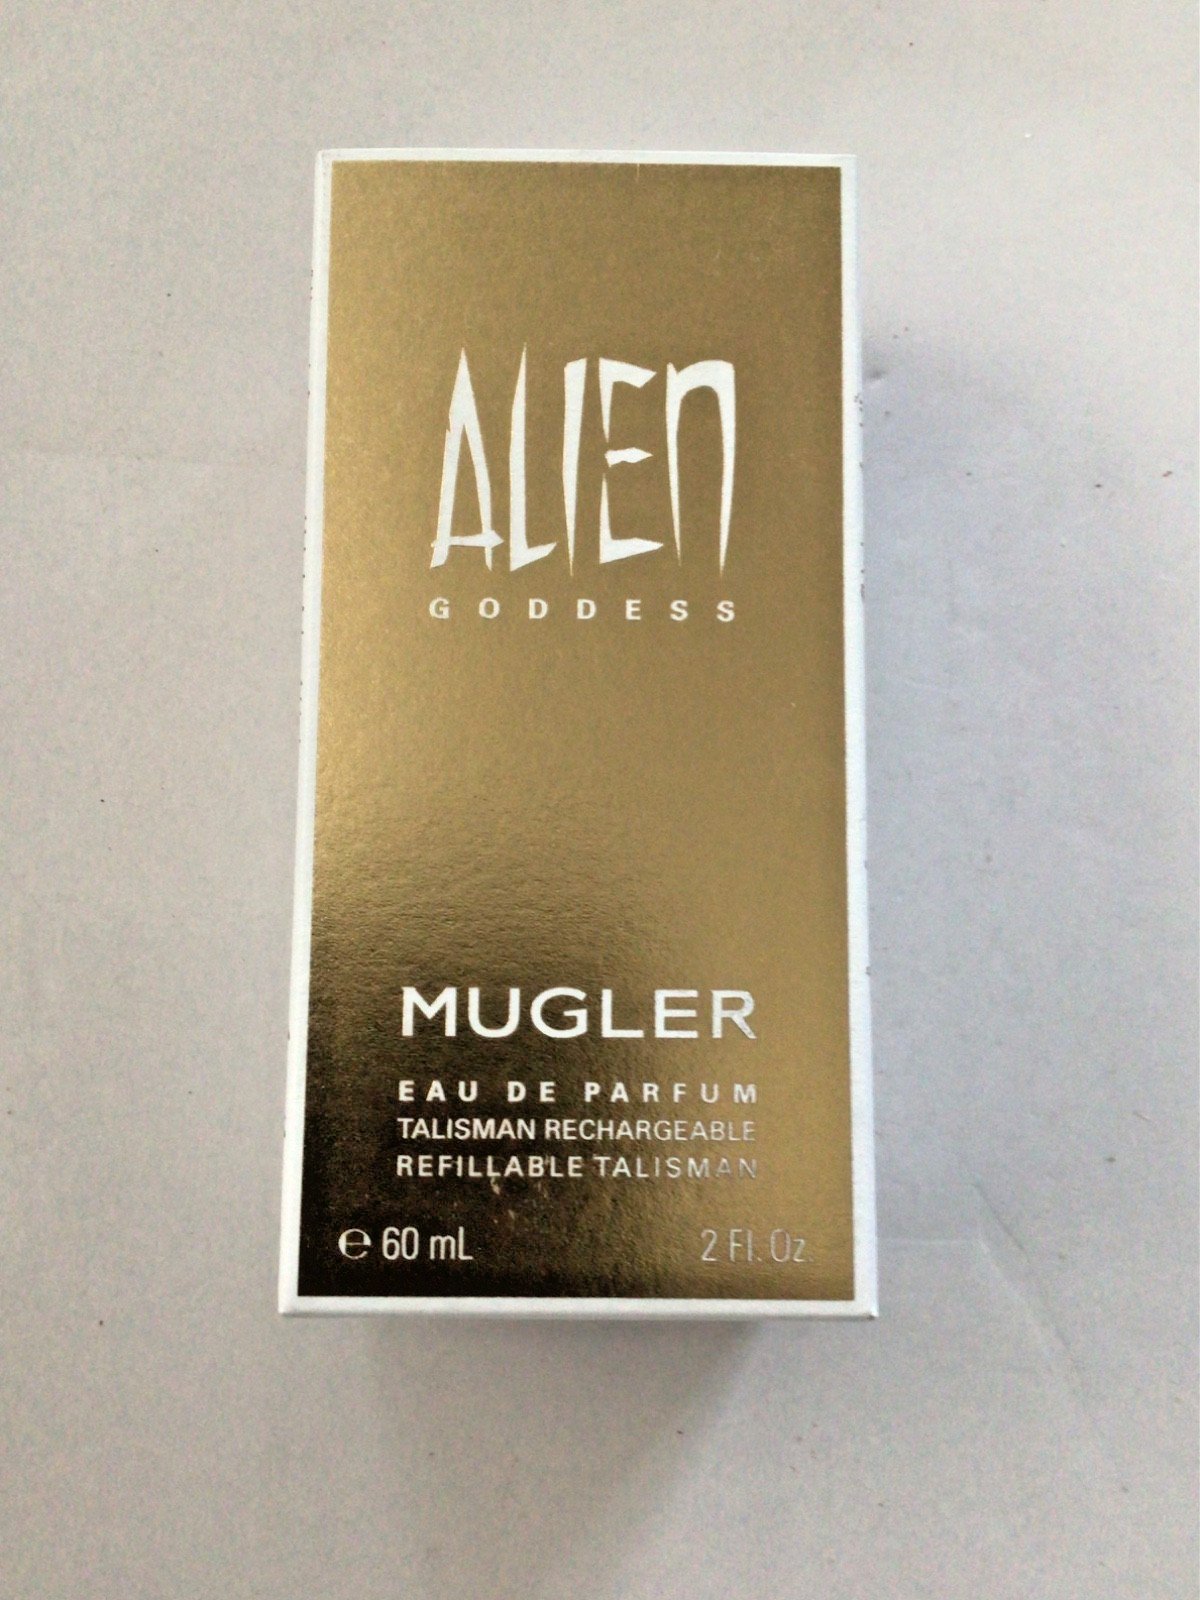 ALIEN
GODDESS
MUGLER
EAU DE PARFUM
TALISMAN RECHARGEABLE
REFILLABLE TALISMAN
℮ 60 mL 2 Fl. Oz.